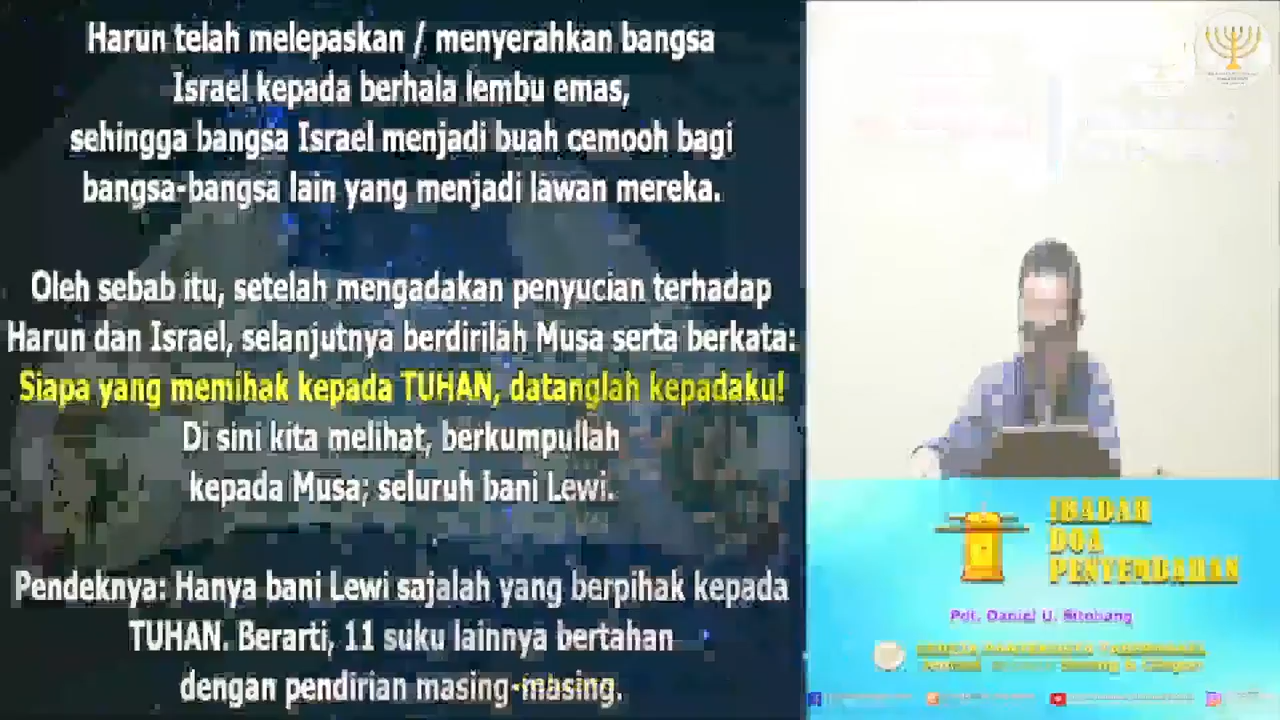 Harun telah melepaskan / menyerahkan bangsa
Israel kepada berhala lembu emas,
sehingga bangsa Israel menjadi buah cemooh bagi
bangsa-bangsa lain yang menjadi lawan mereka.
Oleh sebab itu, setelah mengadakan penyucian terhadap
Harun dan Israel, selanjutnya berdirilah Musa serta berkata:
Siapa yang memihak kepada TUHAN, datanglah kepadaku!
Di sini kita melihat, berkumpullah
kepada Musa; seluruh bani Lewi.
Pendeknya: Hanya bani Lewi sajalah yang berpihak kepada
TUHAN. Berarti, 11 suku lainnya bertahan
dengan pendirian masing-masing.
IBADAH
DOA
PENYEMBAHAN
Pdt. Daniel U. Sitohang